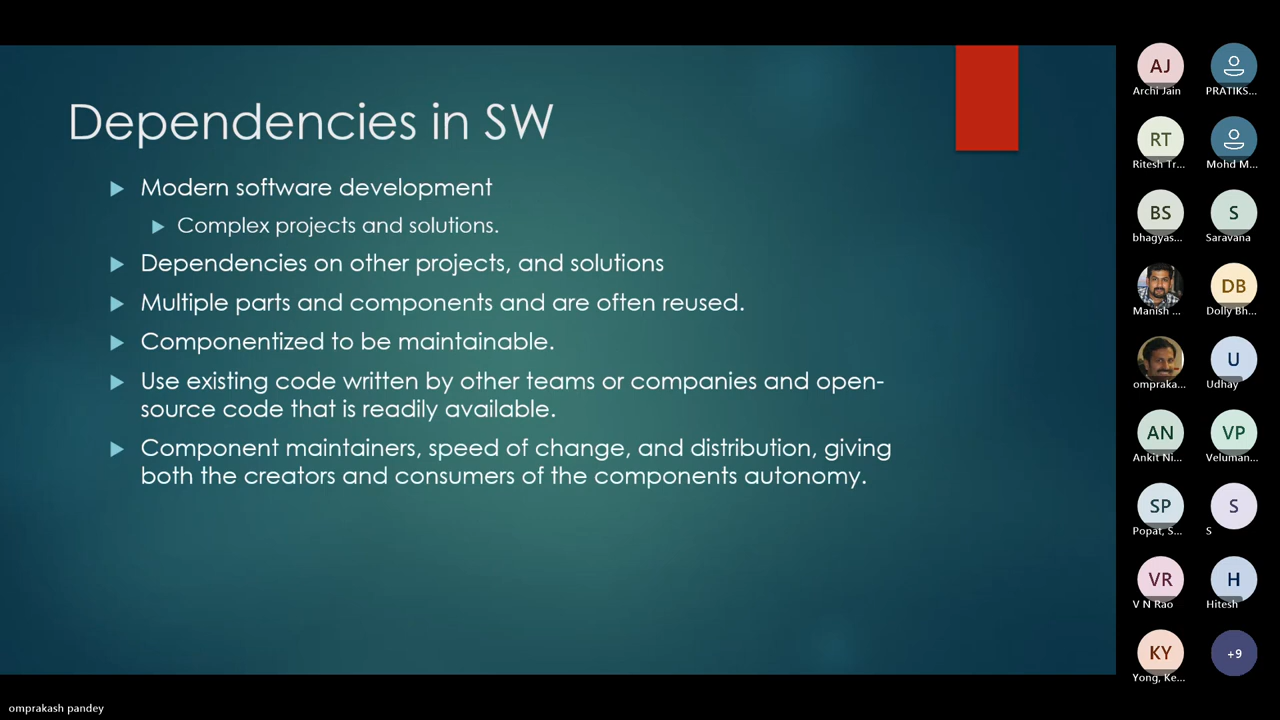 Dependencies in SW
Modern software development
Complex projects and solutions.
Dependencies on other projects, and solutions
Multiple parts and components and are often reused.
Componentized to be maintainable.
Use existing code written by other teams or companies and open-
source code that is readily available.
Component maintainers, speed of change, and distribution, giving
both the creators and consumers of the components autonomy.
AJ
Archi Jain
PRATIKS...
RT
Ritesh Tr...
Mohd M...
BS
bhagyas...
S
Saravana
Manish ...
DB
Dolly Bh...
ompraka...
U
Udhay
AN
Ankit Ni...
VP
Veluman...
SP
Popat, S...
S
S
VR
V N Rao
H
Hitesh
KY
Yong, Ke...
+9
omprakash pandey